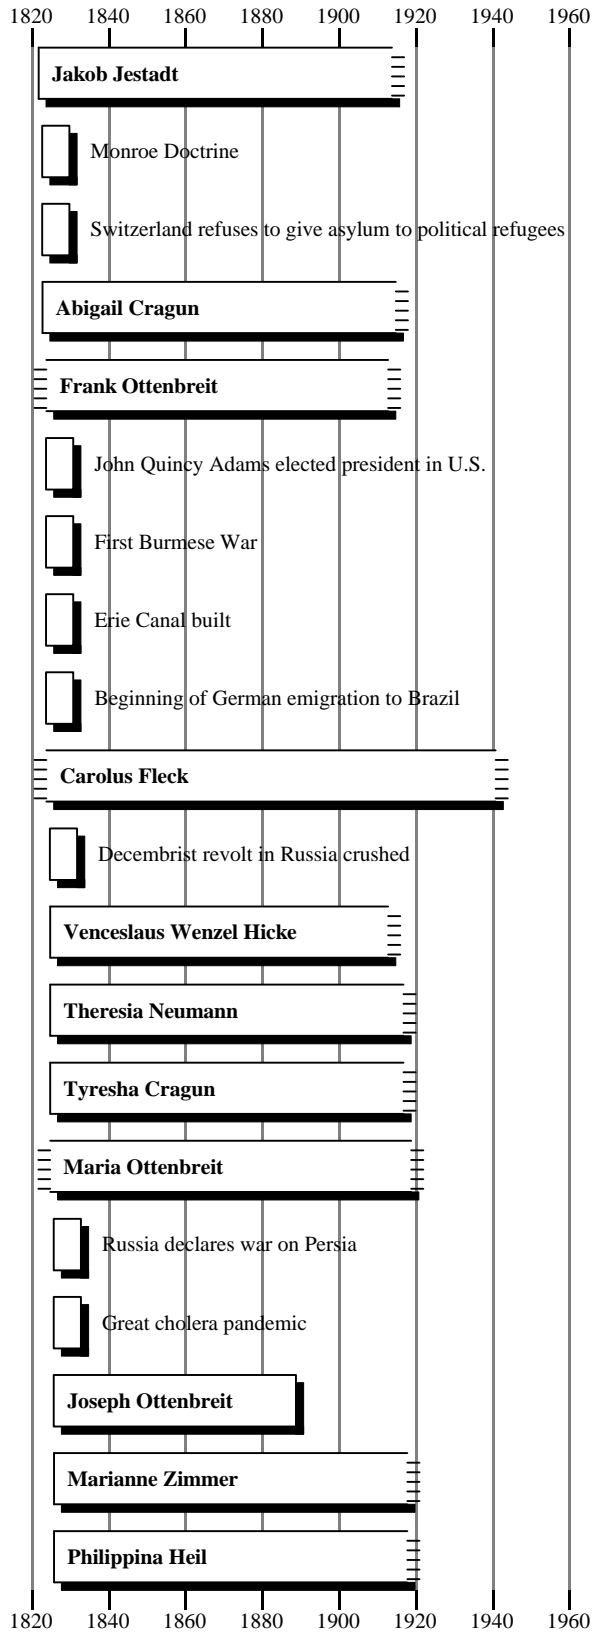 1820 1840 1860 1880 1900 1920 1940 1960
Jakob Jestadt
Monroe Doctrine
Switzerland refuses to give asylum to political refugees
Abigail Cragun
Frank Ottenbreit
John Quincy Adams elected president in U.S.
First Burmese War
Erie Canal built
Beginning of German emigration to Brazil
Carolus Fleck
Decembrist revolt in Russia crushed
Venceslaus Wenzel Hicke
Theresia Neumann
Tyresha Cragun
Maria Ottenbreit
Russia declares war on Persia
Great cholera pandemic
Joseph Ottenbreit
Marianne Zimmer
Philippina Heil
1820 1840 1860 1880 1900 1920 1940 1960